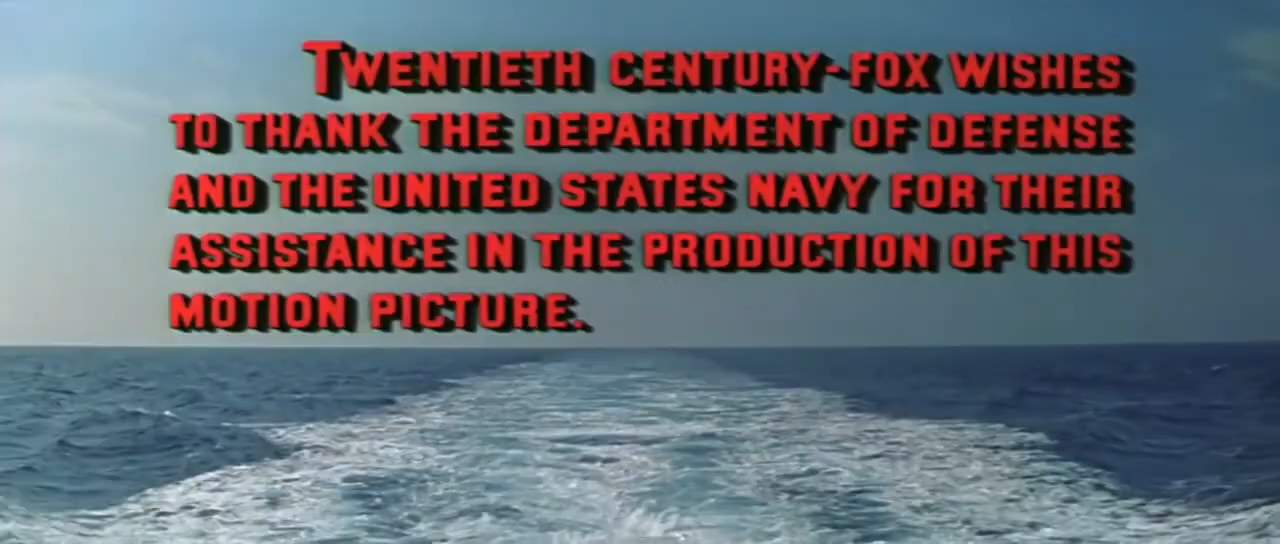 TWENTIETH CENTURY-FOX WISHES
TO THANK THE DEPARTMENT OF DEFENSE
AND THE UNITED STATES NAVY FOR THEIR
ASSISTANCE IN THE PRODUCTION OF THIS
MOTION PICTURE.